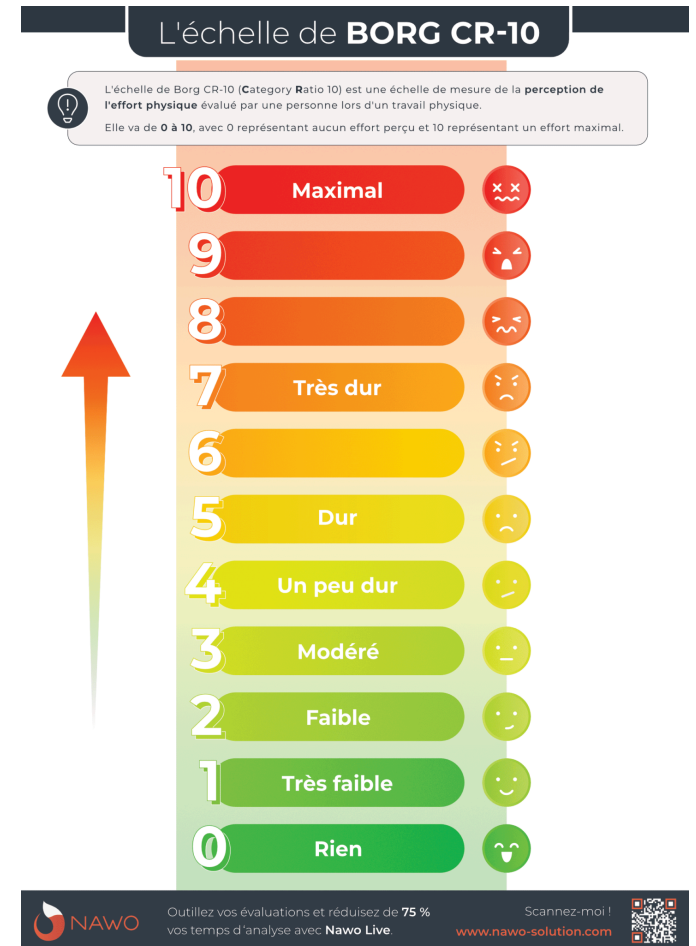 L'échelle de BORG CR-10
L'échelle de Borg CR-10 (Category Ratio 10) est une échelle de mesure de la perception de
l'effort physique évalué par une personne lors d'un travail physique.
Elle va de 0 à 10, avec 0 représentant aucun effort perçu et 10 représentant un effort maximal.
10 Maximal
9
8
7 Très dur
6
5 Dur
4 Un peu dur
3 Modéré
2 Faible
1 Très faible
0 Rien
NAWO
Outillez vos évaluations et réduisez de 75 %
vos temps d'analyse avec Nawo Live.
Scannez-moi !
www.nawo-solution.com